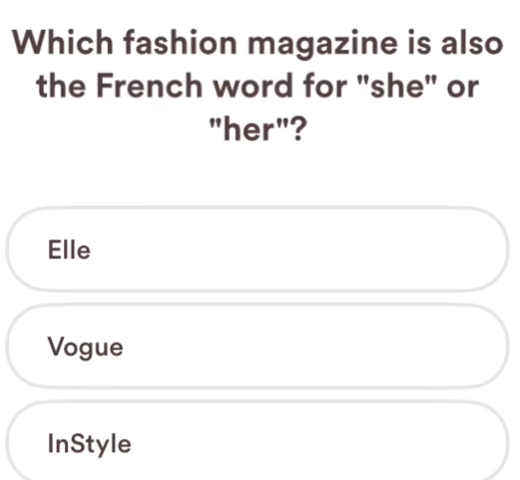 Which fashion magazine is also
the French word for "she" or
"her"?
Elle
Vogue
InStyle